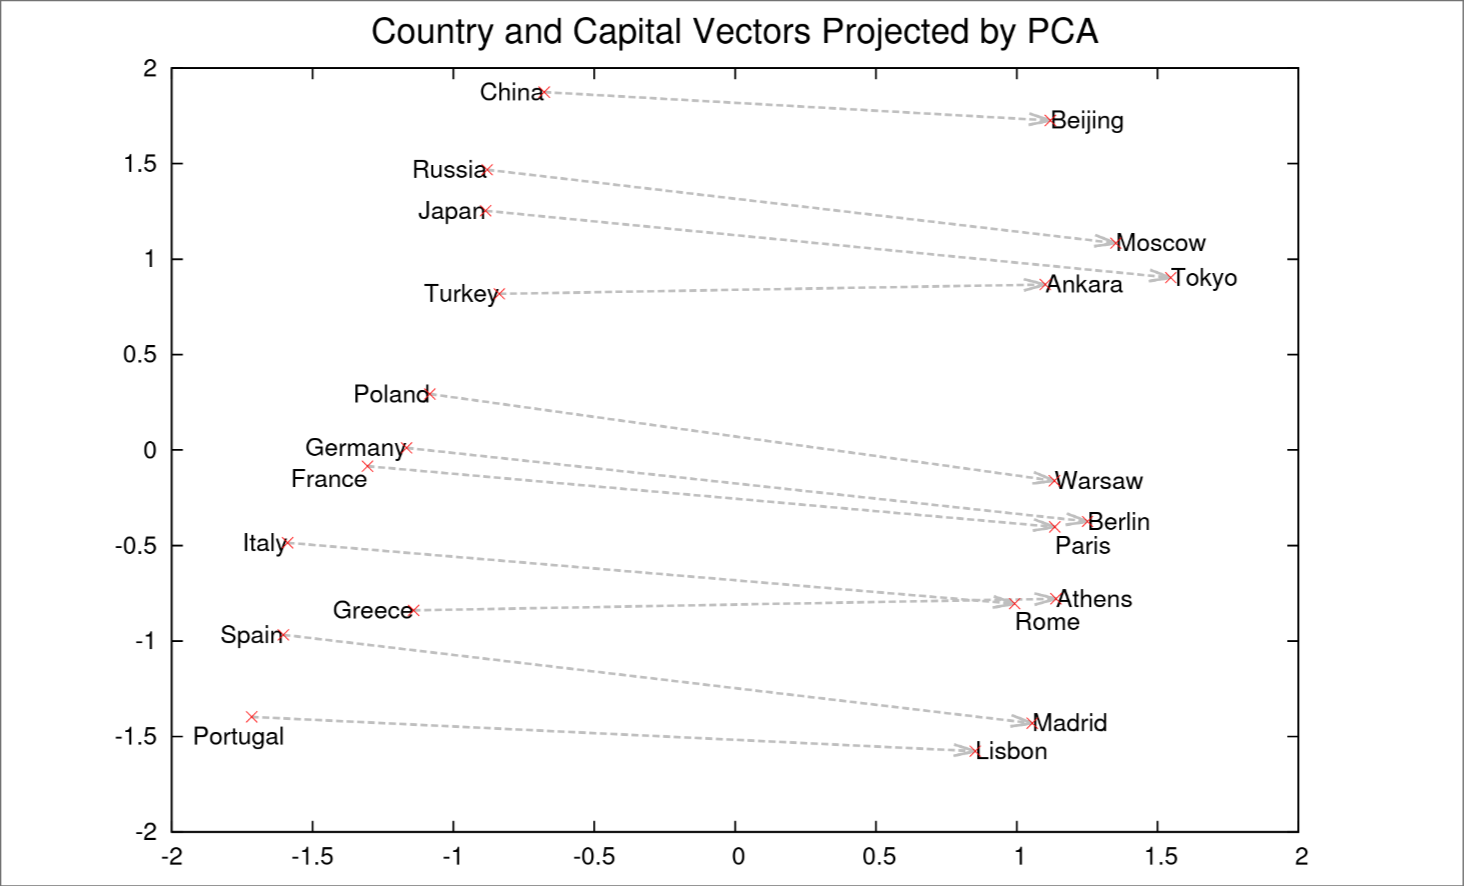 Country and Capital Vectors Projected by PCA
2
China
Beijing
1.5
Russia
Japan
Moscow
1
Tokyo
Turkey
Ankara
0.5
Poland
Germany
0
France
Warsaw
Berlin
-0.5
Italy
Paris
Greece
Athens
Rome
Spain
-1
Madrid
-1.5
Portugal
Lisbon
-2
-2 -1.5 -1 -0.5 0 0.5 1 1.5 2